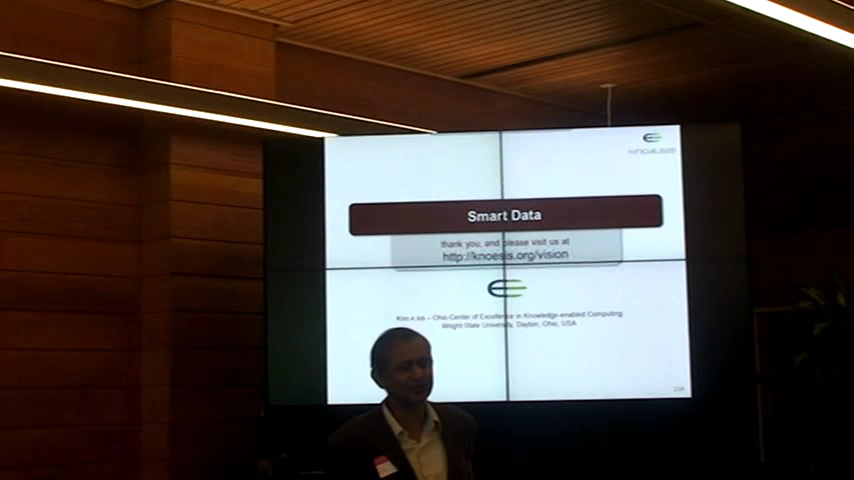 KNOESIS
Smart Data
thank you, and please visit us at
http://knoesis.org/vision
Kno.e.sis – Ohio Center of Excellence in Knowledge-enabled Computing
Wright State University, Dayton, Ohio, USA